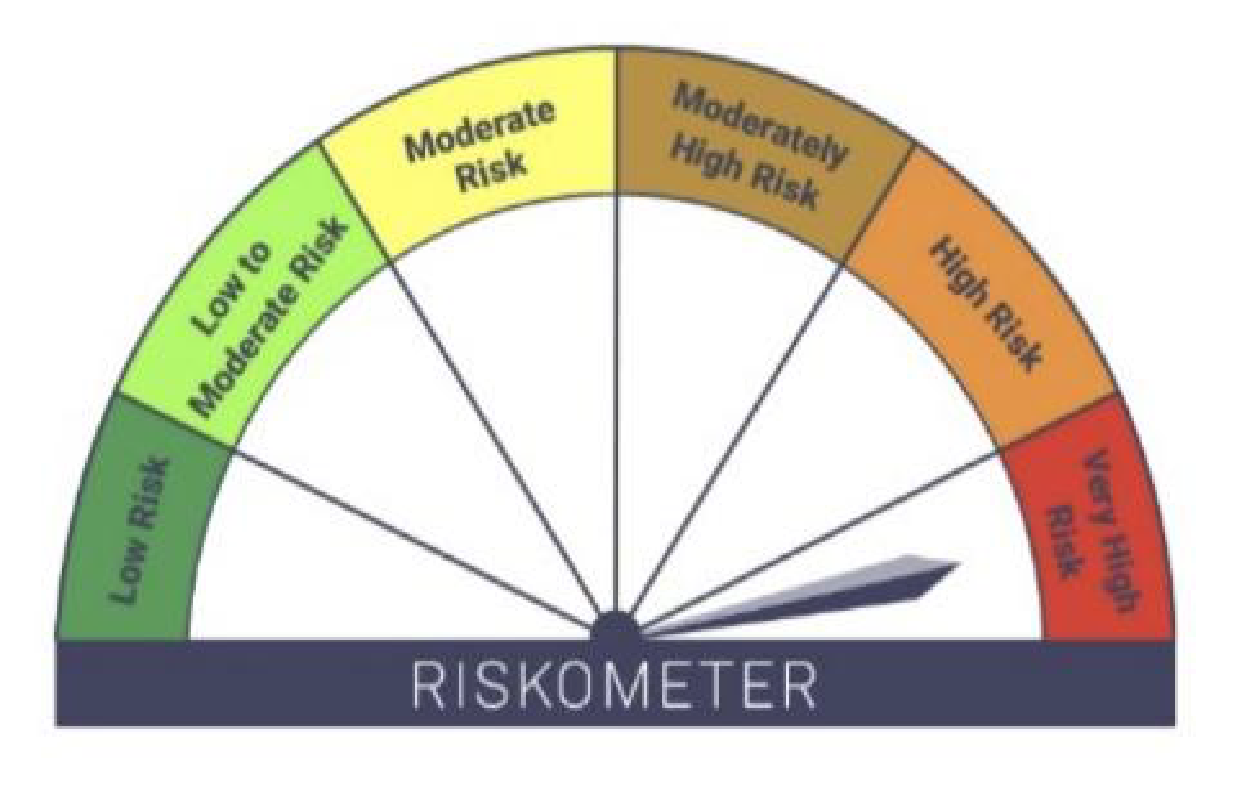 Low Risk
Low to
Moderate Risk
Moderate
Risk
Moderately
High Risk
High Risk
Very High
Risk
RISKOMETER